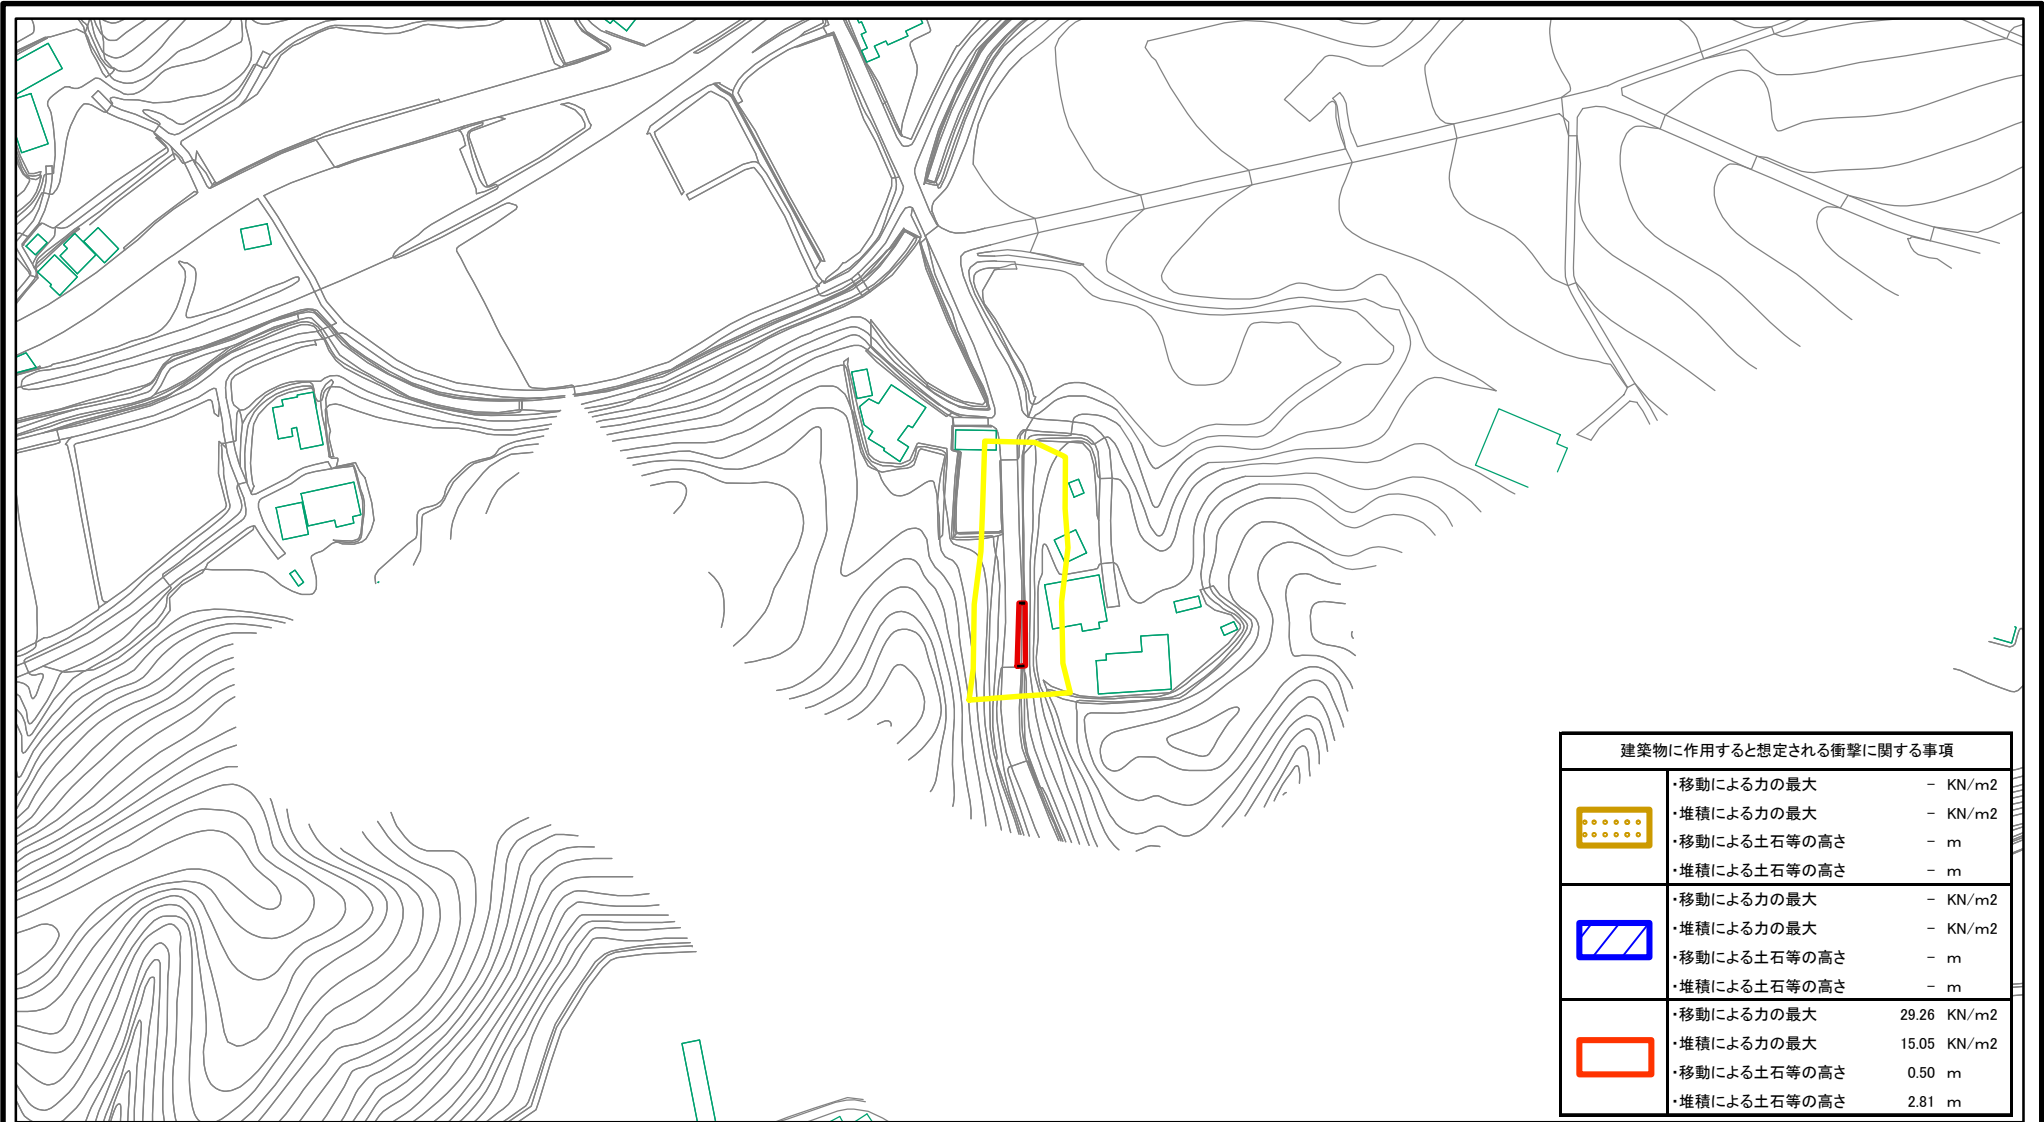 建築物に作用すると想定される衝撃に関する事項
・移動による力の最大 - KN/m2
・堆積による力の最大 - KN/m2
・移動による土石等の高さ - m
・堆積による土石等の高さ - m
・移動による力の最大 - KN/m2
・堆積による力の最大 - KN/m2
・移動による土石等の高さ - m
・堆積による土石等の高さ - m
・移動による力の最大 29.26 KN/m2
・堆積による力の最大 15.05 KN/m2
・移動による土石等の高さ 0.50 m
・堆積による土石等の高さ 2.81 m